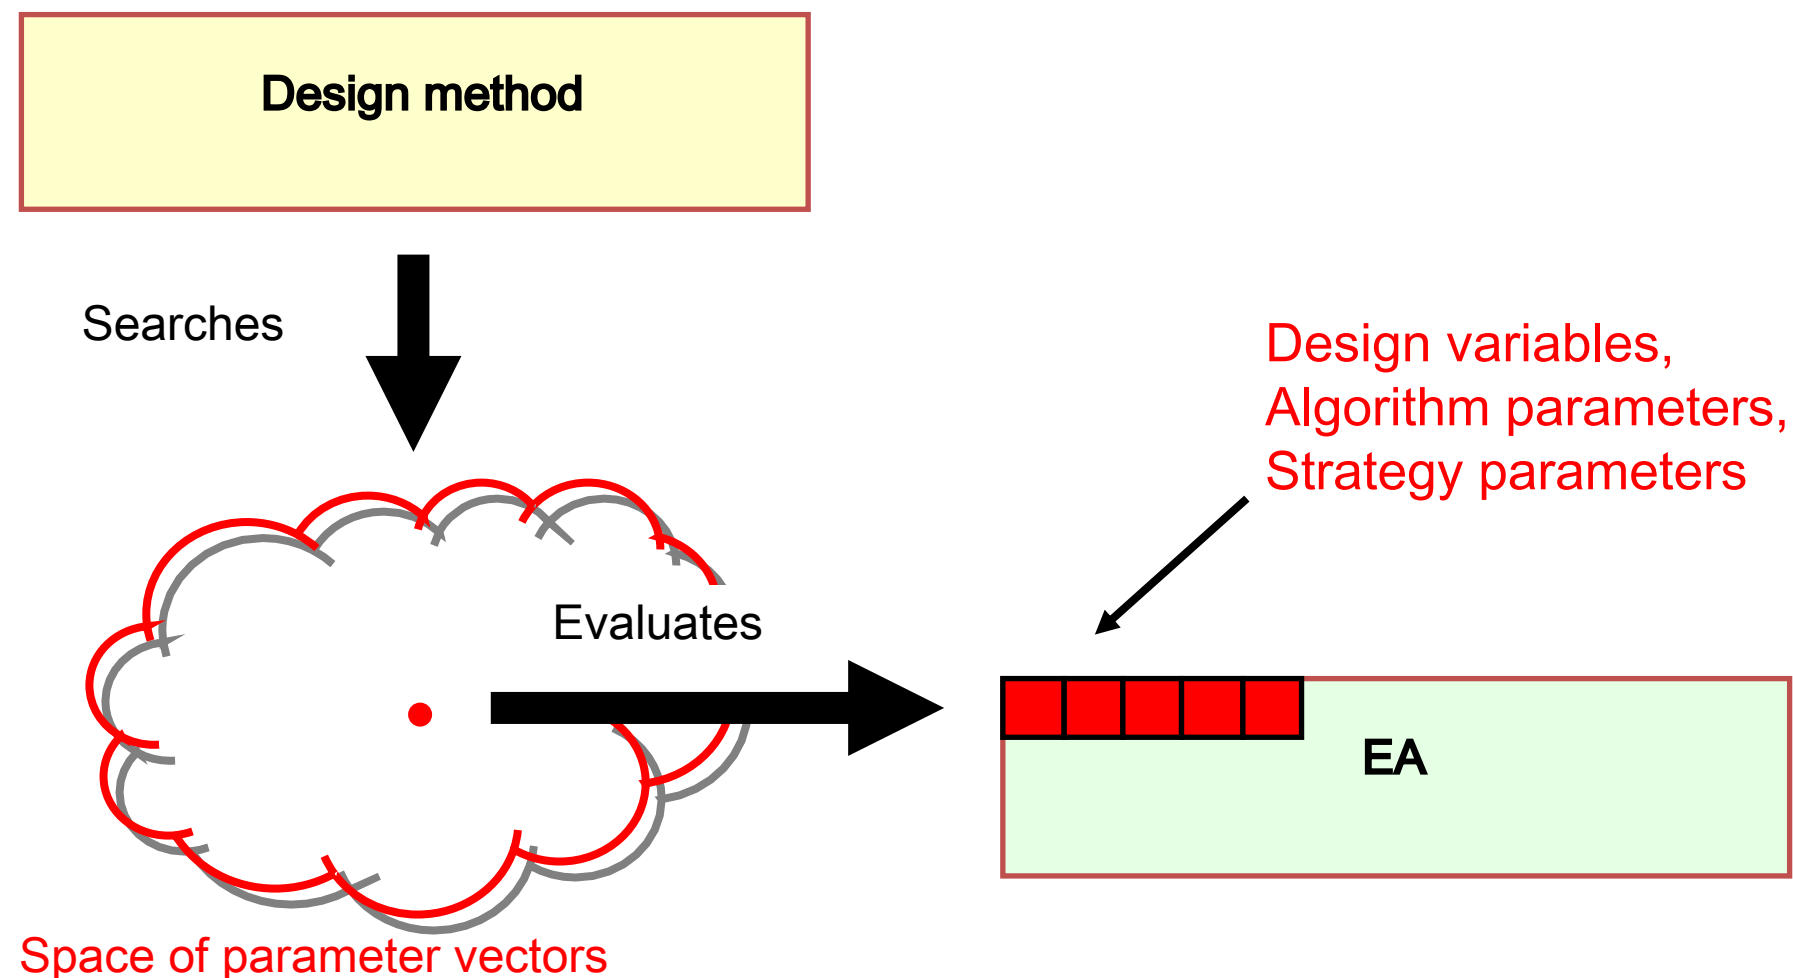 Design method
Searches
Design variables,
Algorithm parameters,
Strategy parameters
Evaluates
EA
Space of parameter vectors